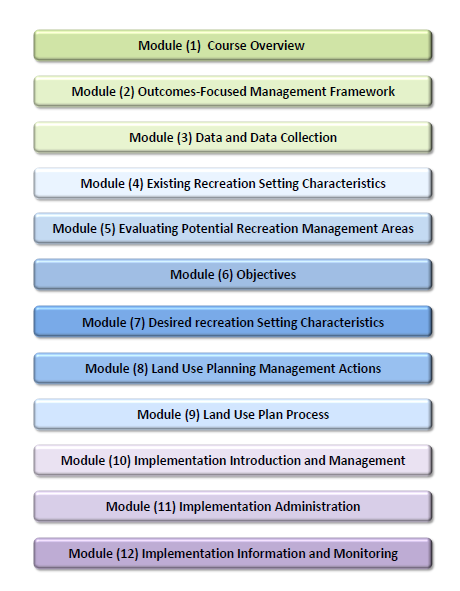 Module (1) Course Overview
Module (2) Outcomes-Focused Management Framework
Module (3) Data and Data Collection
Module (4) Existing Recreation Setting Characteristics
Module (5) Evaluating Potential Recreation Management Areas
Module (6) Objectives
Module (7) Desired recreation Setting Characteristics
Module (8) Land Use Planning Management Actions
Module (9) Land Use Plan Process
Module (10) Implementation Introduction and Management
Module (11) Implementation Administration
Module (12) Implementation Information and Monitoring